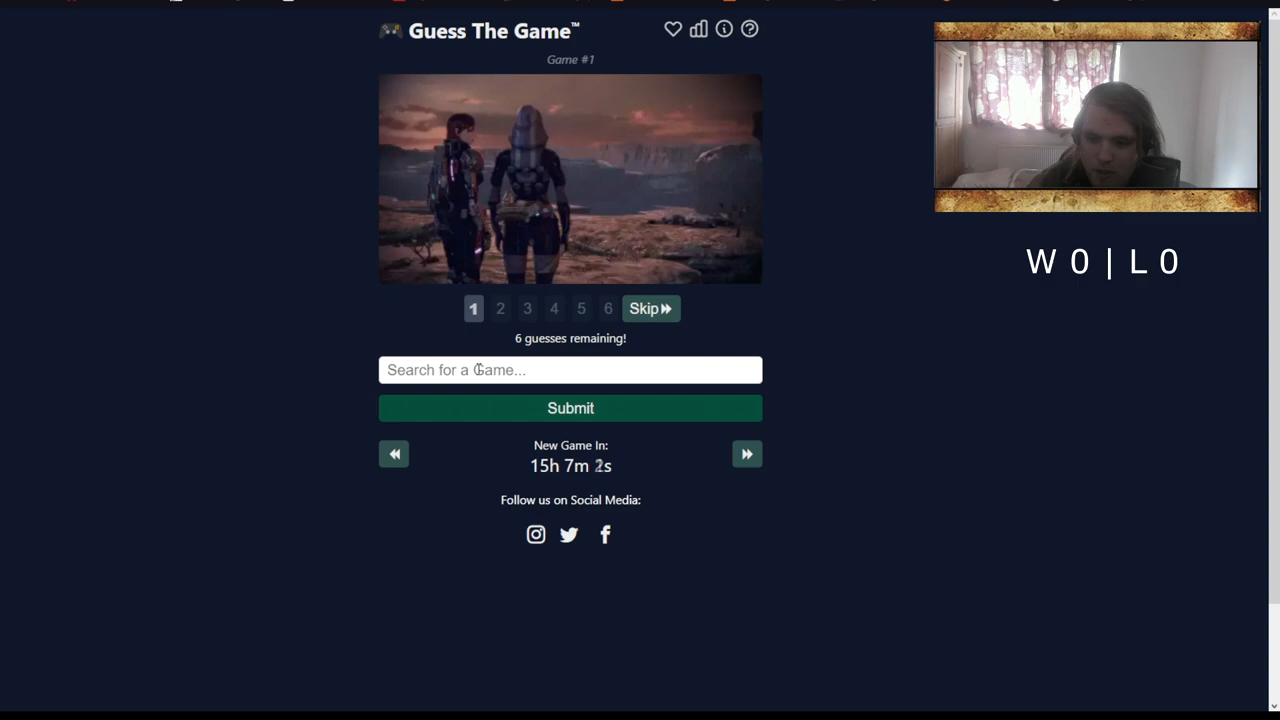 Guess The Game™
Game #1
1 2 3 4 5 6 Skip
6 guesses remaining!
Search for a Game...
Submit
New Game In:
15h 7m 2s
Follow us on Social Media:
W 0 | L 0